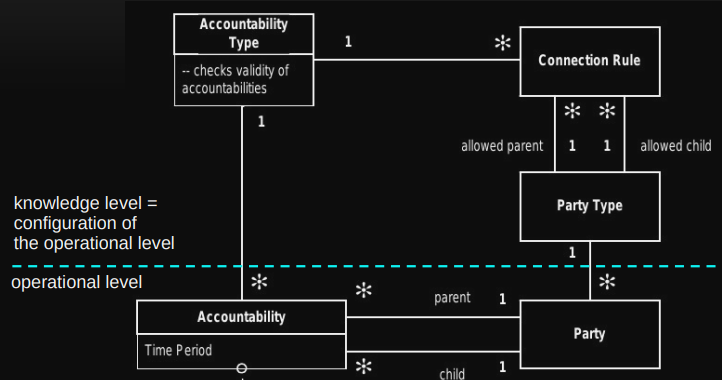 Accountability
Type
-- checks validity of
accountabilities
1
*
Connection Rule
1
* *
allowed parent 1 1 allowed child
knowledge level =
configuration of
the operational level
Party Type
1
operational level
*
*
*
Accountability
parent 1
Party
Time Period
*
child
1